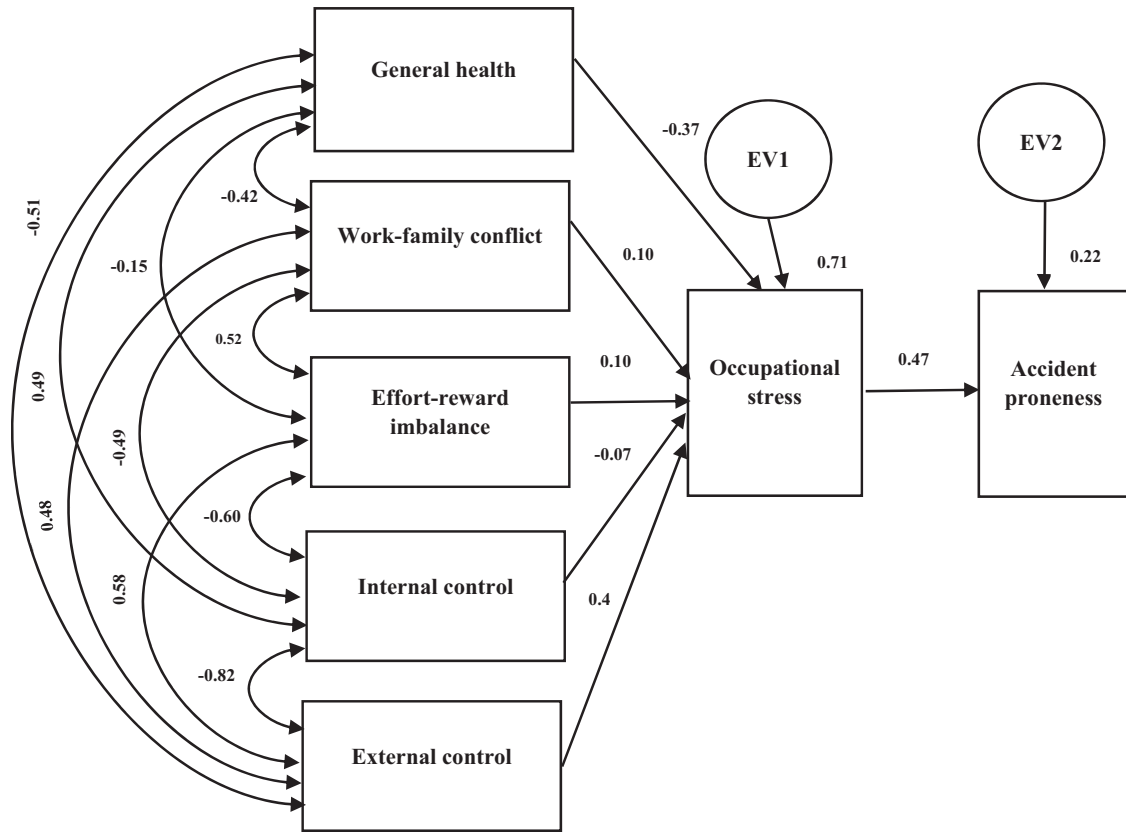 General health
-0.37
EV1
EV2
-0.42
-0.51
Work-family conflict
-0.15
0.10
0.71
0.22
0.52
0.49
0.10
Occupational
stress
0.47
Accident
proneness
Effort-reward
imbalance
-0.49
-0.07
0.48
-0.60
0.58
Internal control
0.4
-0.82
External control